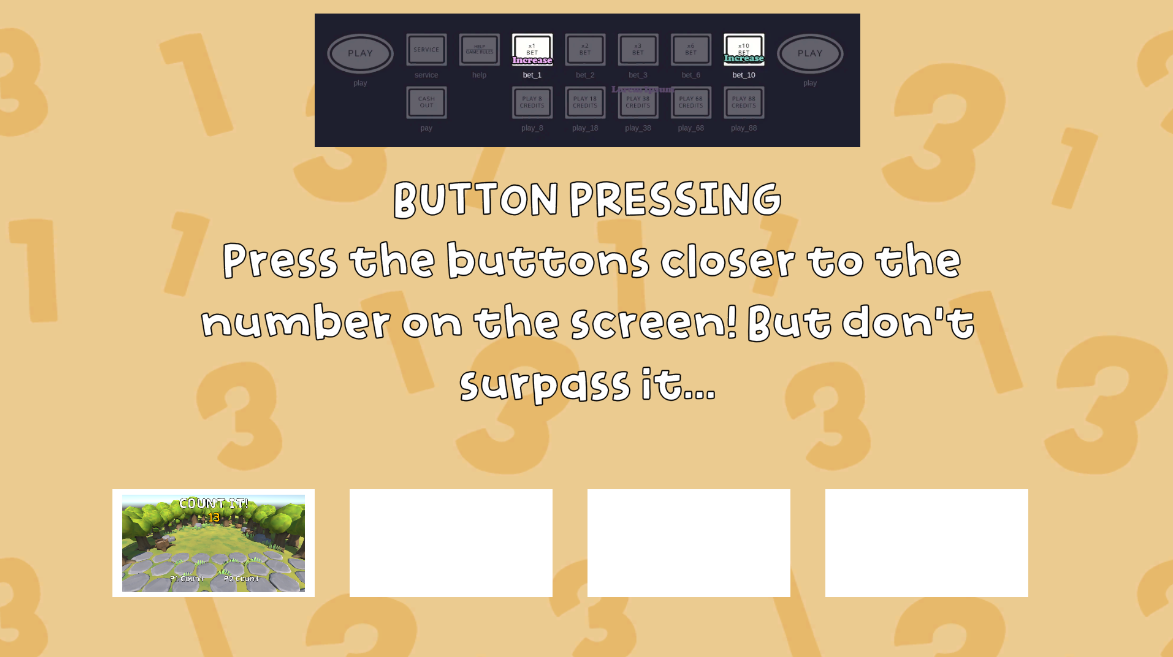 PLAY
SERVICE
HELP
x1 BET
Increase
x2 BET
x3 BET
x6 BET
x10 BET
Increase
PLAY
play
service
help
bet_1
bet_2
bet_3
bet_6
bet_10
play
CASH OUT
PLAY 8 CREDITS
PLAY 18 CREDITS
PLAY 38 CREDITS
PLAY 68 CREDITS
PLAY 88 CREDITS
pay
play_8
play_18
play_38
play_68
play_88
BUTTON PRESSING
Press the buttons closer to the
number on the screen! But don't
surpass it...
COUNT IT!
13